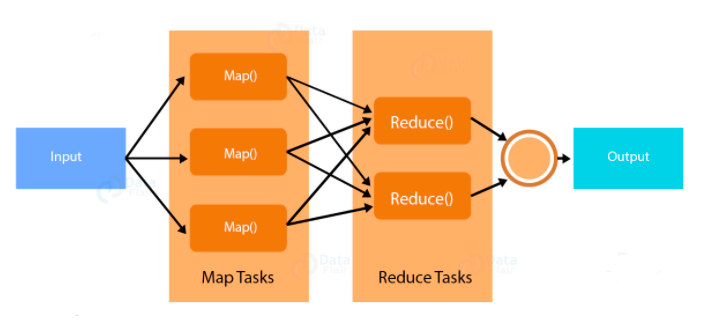 Input
Map()
Map()
Map()
Map Tasks
Reduce()
Reduce()
Reduce Tasks
Output